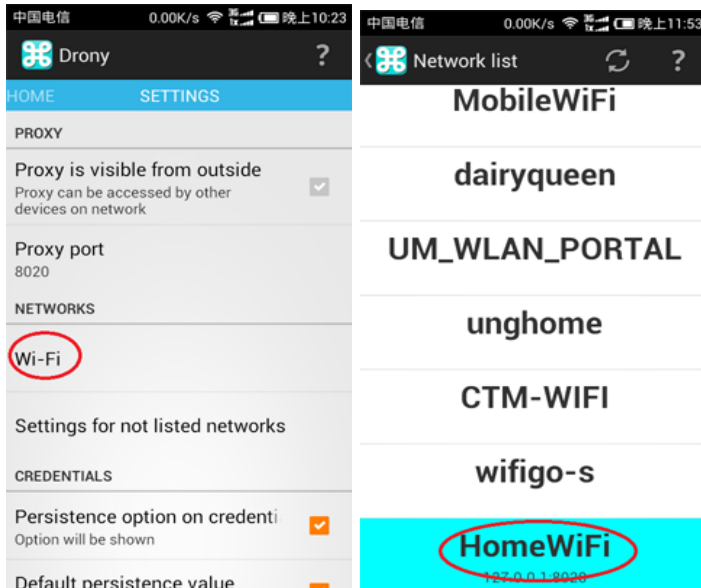 中国电信 0.00K/s 晚上10:23
Drony ?
HOME SETTINGS
PROXY
Proxy is visible from outside
Proxy can be accessed by other
devices on network
Proxy port
8020
NETWORKS
Wi-Fi
Settings for not listed networks
CREDENTIALS
Persistence option on credenti
Option will be shown
Default persistence value
中国电信 0.00K/s 晚上11:53
Network list ?
MobileWiFi
dairyqueen
UM_WLAN_PORTAL
unghome
CTM-WIFI
wifigo-s
HomeWiFi
127.0.0.1:8020